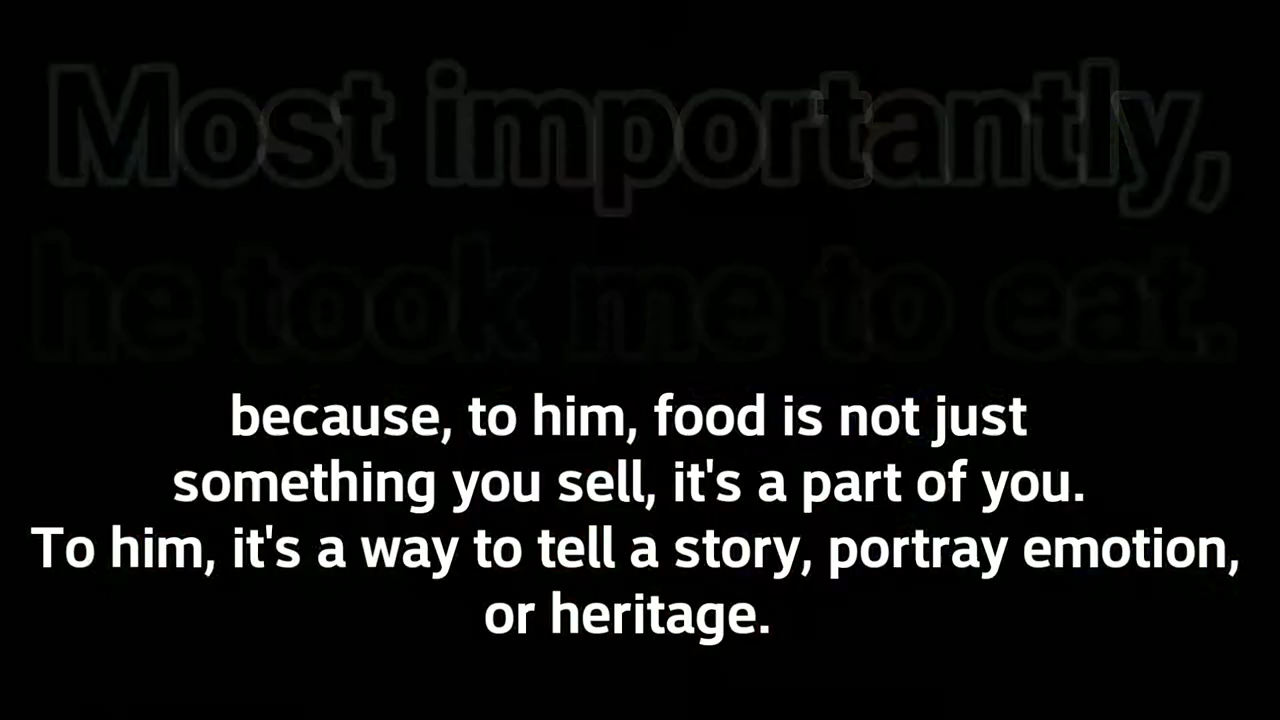 Most importantly,
he took me to eat.
because, to him, food is not just
something you sell, it's a part of you.
To him, it's a way to tell a story, portray emotion,
or heritage.